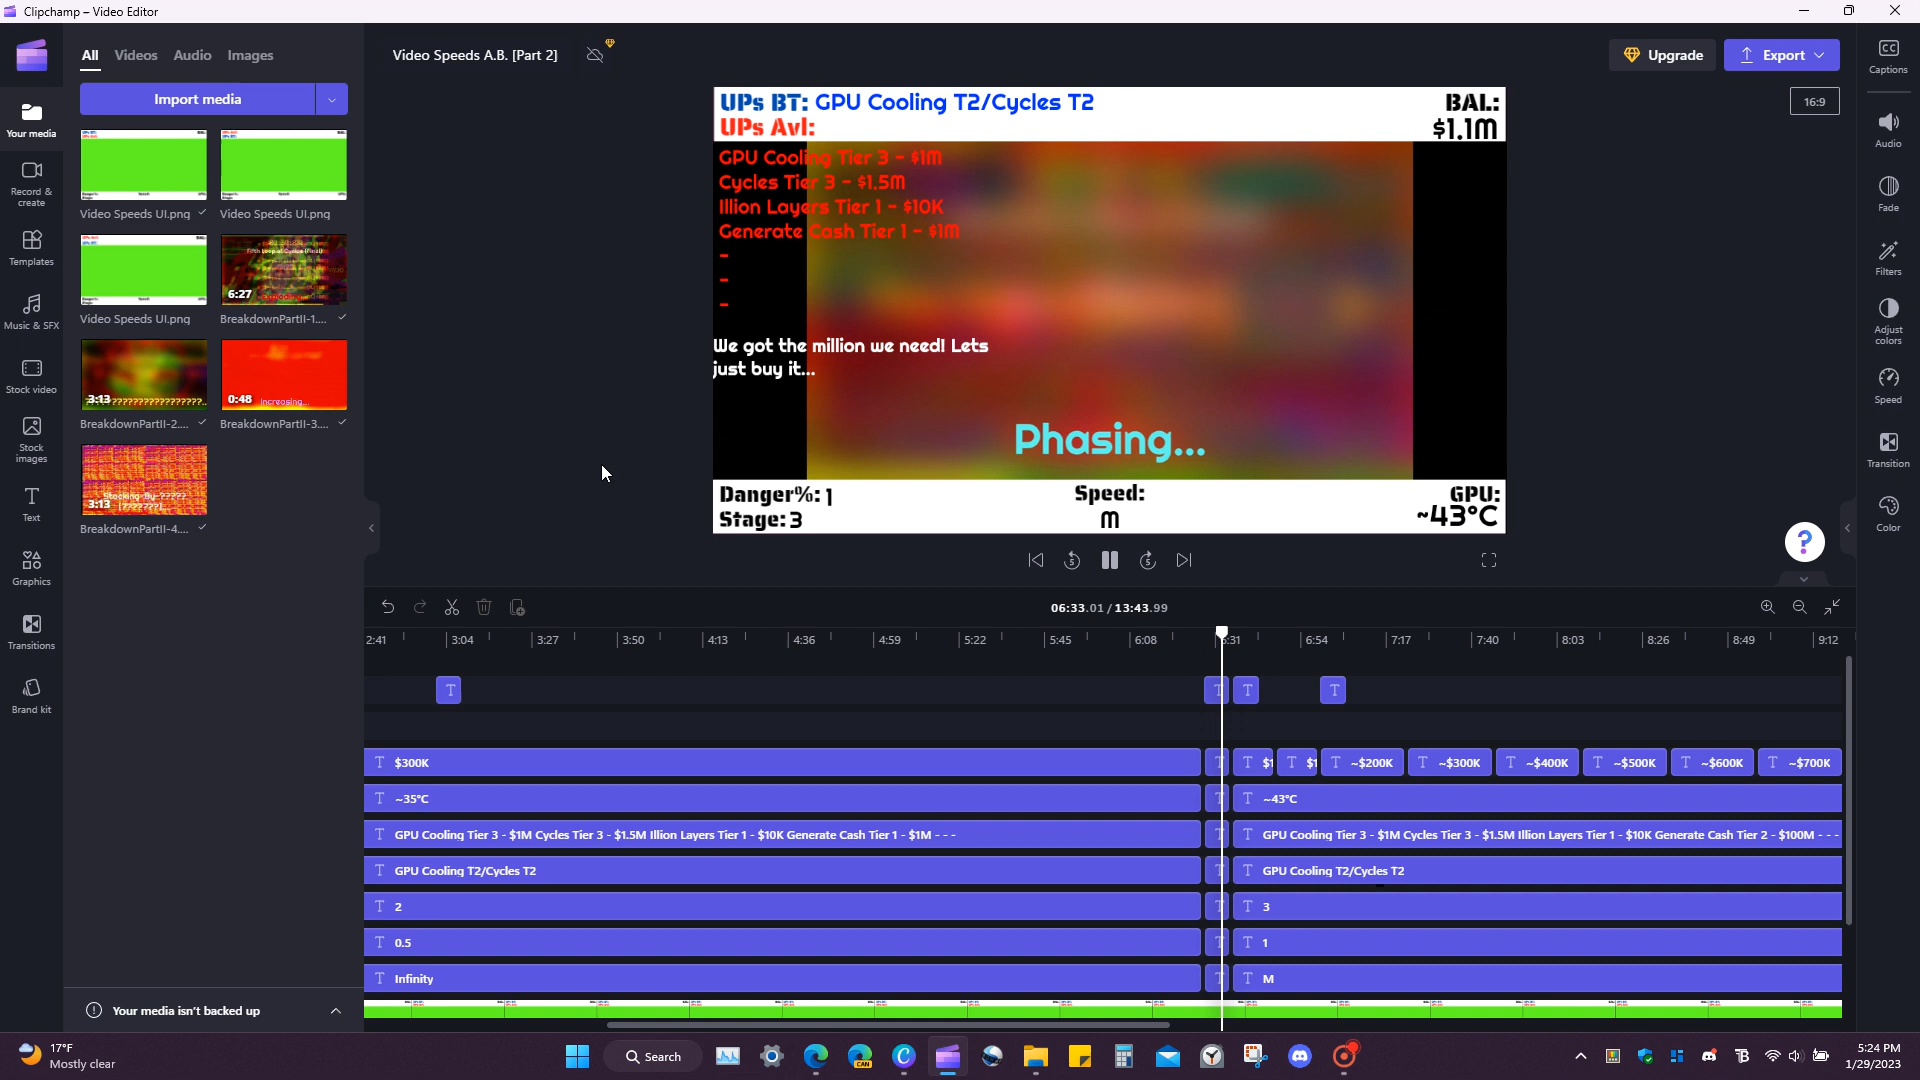 Clipchamp – Video Editor
All Videos Audio Images
Import media
Your media
Record & create
Templates
Music & SFX
Stock video
Stock images
Text
Graphics
Transitions
Brand kit
Video Speeds UI.png
Video Speeds UI.png
Video Speeds UI.png
6:27
BreakdownPartII-1....
3:13
BreakdownPartII-2....
0:48
Increasing...
BreakdownPartII-3....
3:13
BreakdownPartII-4....
Your media isn't backed up
Video Speeds A.B. [Part 2]
Upgrade
Export
16:9
UPs BT: GPU Cooling T2/Cycles T2
UPs Avl:
BAL:
$1.1M
GPU Cooling Tier 3 - $1M
Cycles Tier 3 - $1.5M
Illion Layers Tier 1 - $10K
Generate Cash Tier 1 - $1M
-
-
-
We got the million we need! Lets
just buy it...
Phasing...
Danger%: 1
Stage: 3
Speed:
M
GPU:
~43°C
5
5
?
Captions
Audio
Fade
Filters
Adjust colors
Speed
Transition
Color
06:33.01 / 13:43.99
2:41 3:04 3:27 3:50 4:13 4:36 4:59 5:22 5:45 6:08 6:31 6:54 7:17 7:40 8:03 8:26 8:49 9:12
T T T T
T $300K T T $1 T $1 T ~$200K T ~$300K T ~$400K T ~$500K T ~$600K T ~$700K
T ~35°C T T ~43°C
T GPU Cooling Tier 3 - $1M Cycles Tier 3 - $1.5M Illion Layers Tier 1 - $10K Generate Cash Tier 1 - $1M - - - T T GPU Cooling Tier 3 - $1M Cycles Tier 3 - $1.5M Illion Layers Tier 1 - $10K Generate Cash Tier 2 - $100M - - -
T GPU Cooling T2/Cycles T2 T T GPU Cooling T2/Cycles T2
T 2 T T 3
T 0.5 T T 1
T Infinity T T M
17°F
Mostly clear
Search
CAN
5:24 PM
1/29/2023